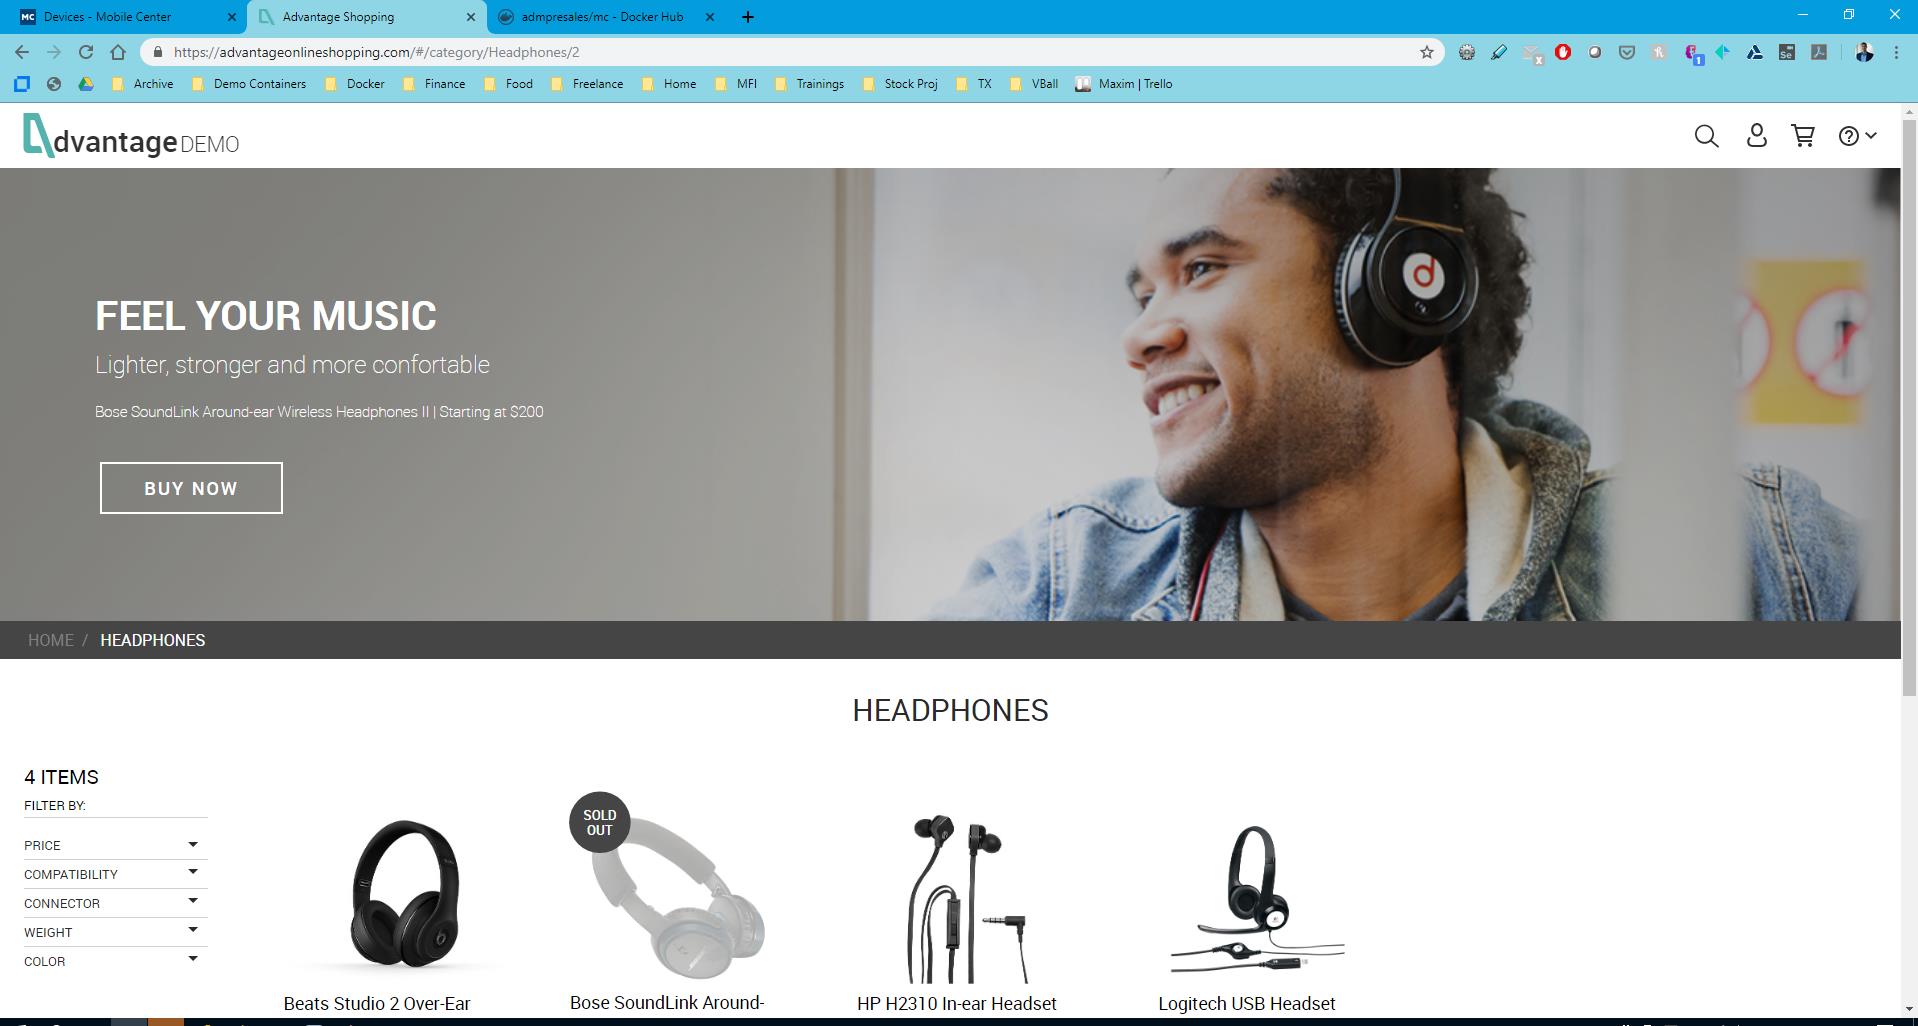 MC Devices - Mobile Center
Advantage Shopping
admpresales/mc - Docker Hub
https://advantageonlineshopping.com/#/category/Headphones/2
x
1
Se
Archive
Demo Containers
Docker
Finance
Food
Freelance
Home
MFI
Trainings
Stock Proj
TX
VBall
Maxim | Trello
dvantage DEMO
FEEL YOUR MUSIC
Lighter, stronger and more confortable
Bose SoundLink Around-ear Wireless Headphones II | Starting at $200
BUY NOW
HOME / HEADPHONES
HEADPHONES
4 ITEMS
FILTER BY:
PRICE
COMPATIBILITY
CONNECTOR
WEIGHT
COLOR
SOLD
OUT
Beats Studio 2 Over-Ear
Bose SoundLink Around-
HP H2310 In-ear Headset
Logitech USB Headset